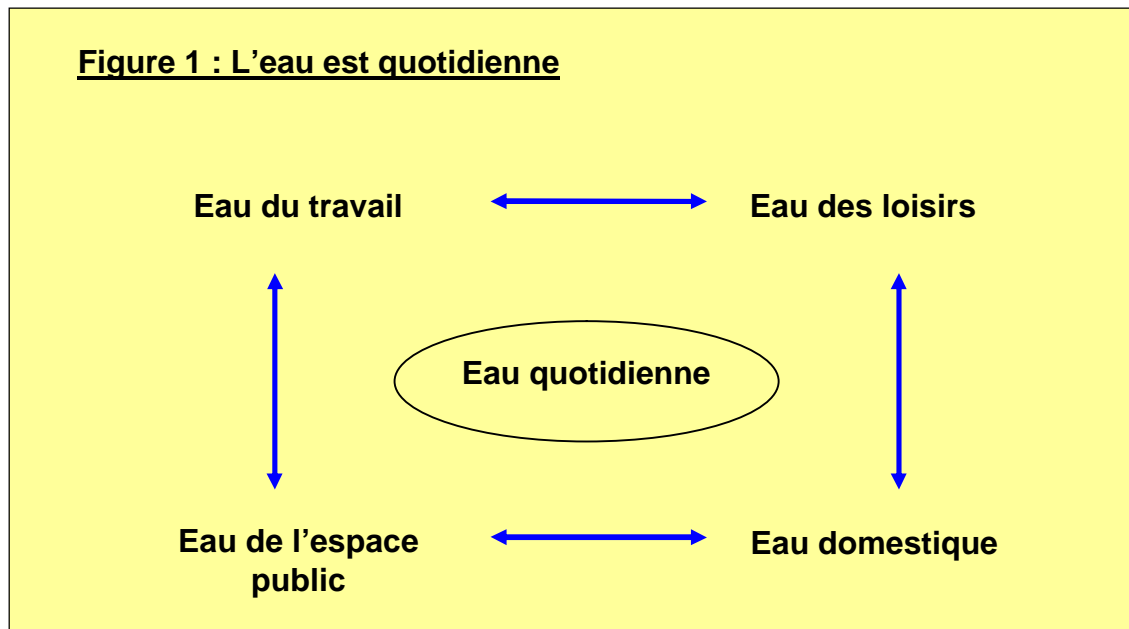 Figure 1 : L’eau est quotidienne
Eau du travail
Eau des loisirs
Eau quotidienne
Eau de l’espace
public
Eau domestique